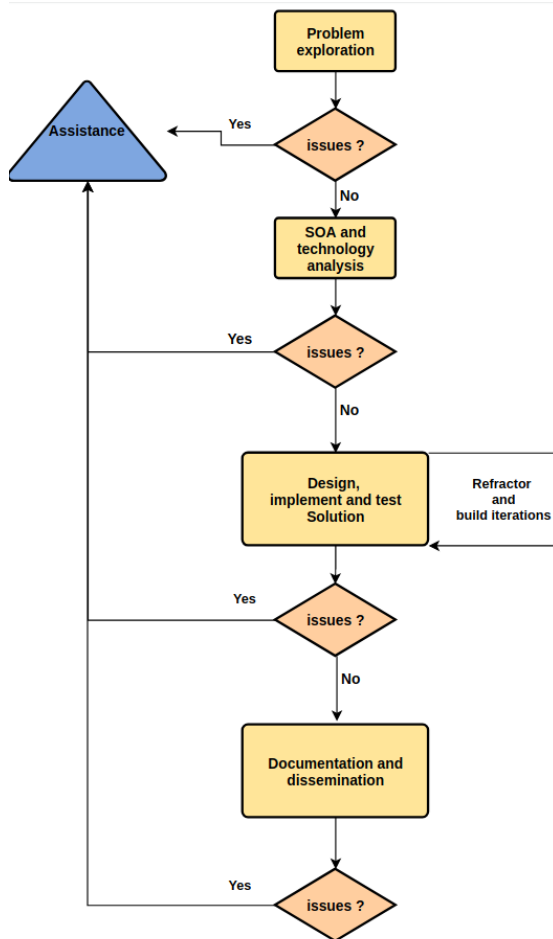 Problem
exploration
Assistance
Yes
issues ?
No
SOA and
technology
analysis
Yes
issues ?
No
Design,
implement and test
Solution
Refractor
and
build iterations
Yes
issues ?
No
Documentation and
dissemination
Yes
issues ?